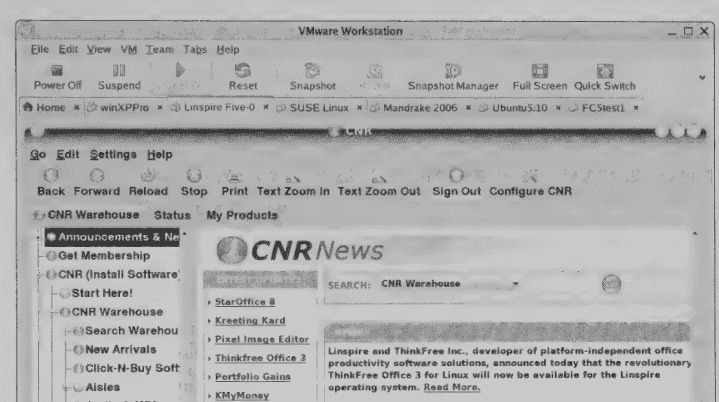 VMware Workstation
File Edit View VM Team Tabs Help
Power Off Suspend Reset Snapshot Snapshot Manager Full Screen Quick Switch
Home winXPPro Linspire Five-0 SUSE Linux Mandrake 2006 Ubuntu5.10 FC5test1
CNR
Go Edit Settings Help
Back Forward Reload Stop Print Text Zoom In Text Zoom Out Sign Out Configure CNR
CNR Warehouse Status My Products
Announcements & Ne
Get Membership
CNR (Install Software)
Start Here!
CNR Warehouse
Search Warehou
New Arrivals
Click-N-Buy Soft
Aisles
CNR News
SEARCH: CNR Warehouse
StarOffice 8
Kreeting Kard
Pixel Image Editor
Thinkfree Office 3
Portfolio Gains
KMyMoney
Linspire and ThinkFree Inc., developer of platform-independent office
productivity software solutions, announced today that the revolutionary
ThinkFree Office 3 for Linux will now be available for the Linspire
operating system. Read More.